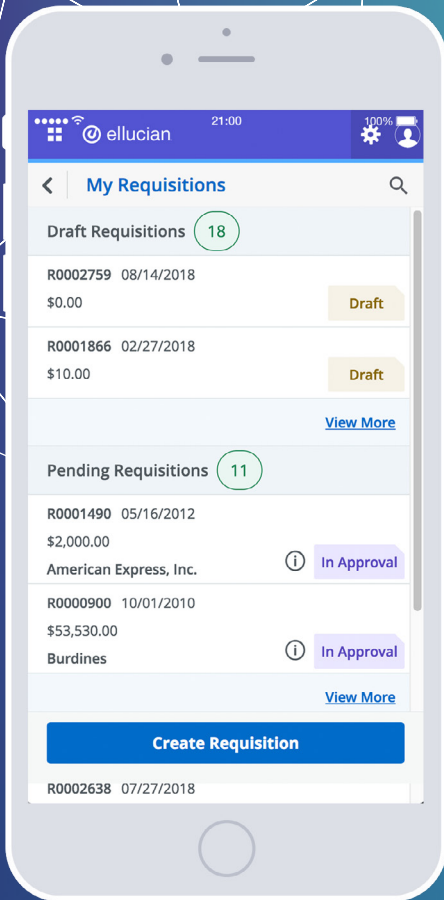 21:00
100%
ellucian
My Requisitions
Draft Requisitions 18
R0002759 08/14/2018
$0.00
Draft
R0001866 02/27/2018
$10.00
Draft
View More
Pending Requisitions 11
R0001490 05/16/2012
$2,000.00
American Express, Inc.
In Approval
R0000900 10/01/2010
$53,530.00
Burdines
In Approval
View More
Create Requisition
R0002638 07/27/2018